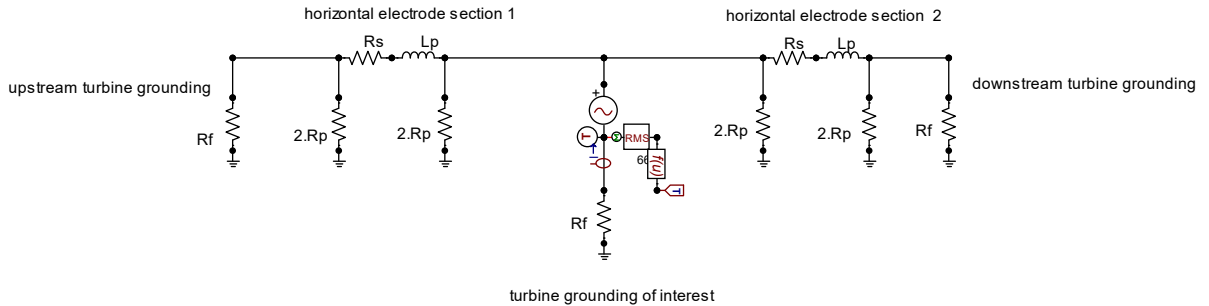 horizontal electrode section 1
horizontal electrode section 2
Rs Lp
Rs Lp
upstream turbine grounding
downstream turbine grounding
+
Rf
2.Rp
2.Rp
T
I
M
RMS
66
f(u)
T
2.Rp
2.Rp
Rf
Rf
turbine grounding of interest